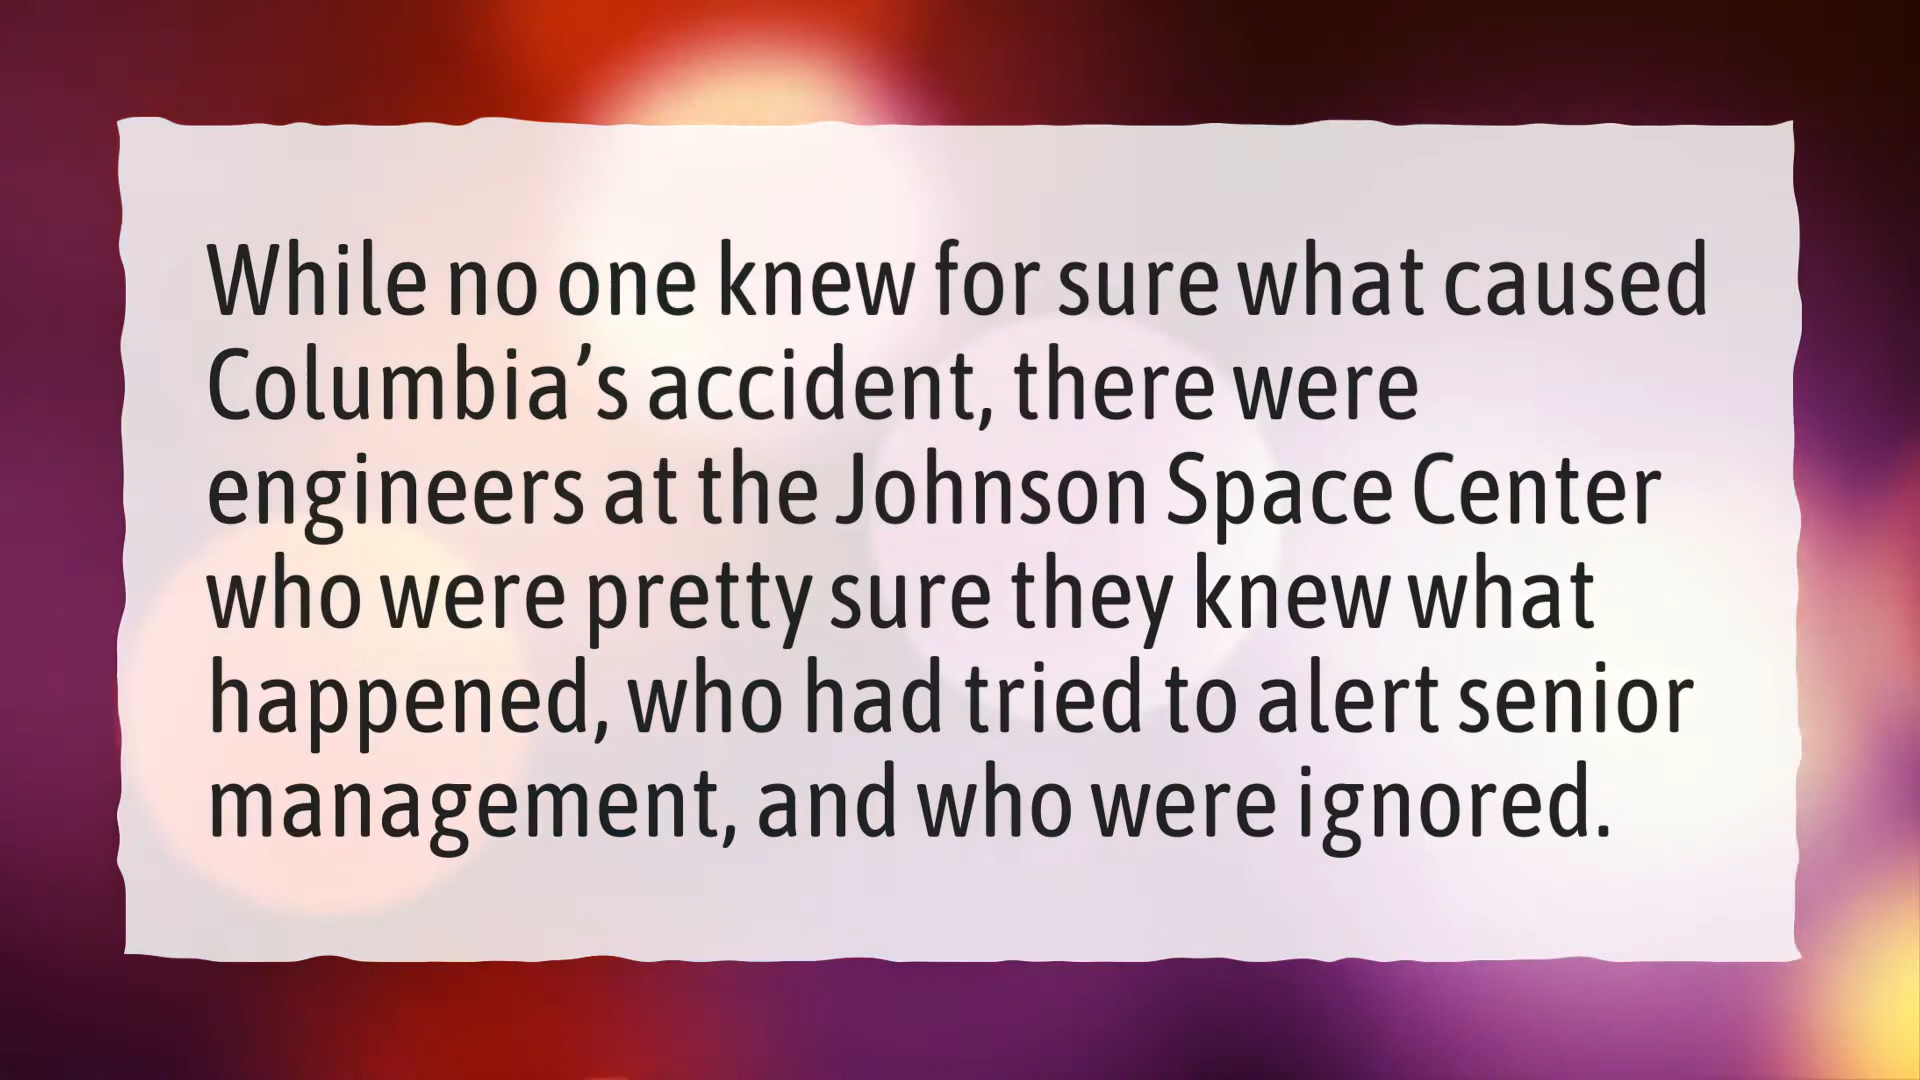 While no one knew for sure what caused
Columbia’s accident, there were
engineers at the Johnson Space Center
who were pretty sure they knew what
happened, who had tried to alert senior
management, and who were ignored.